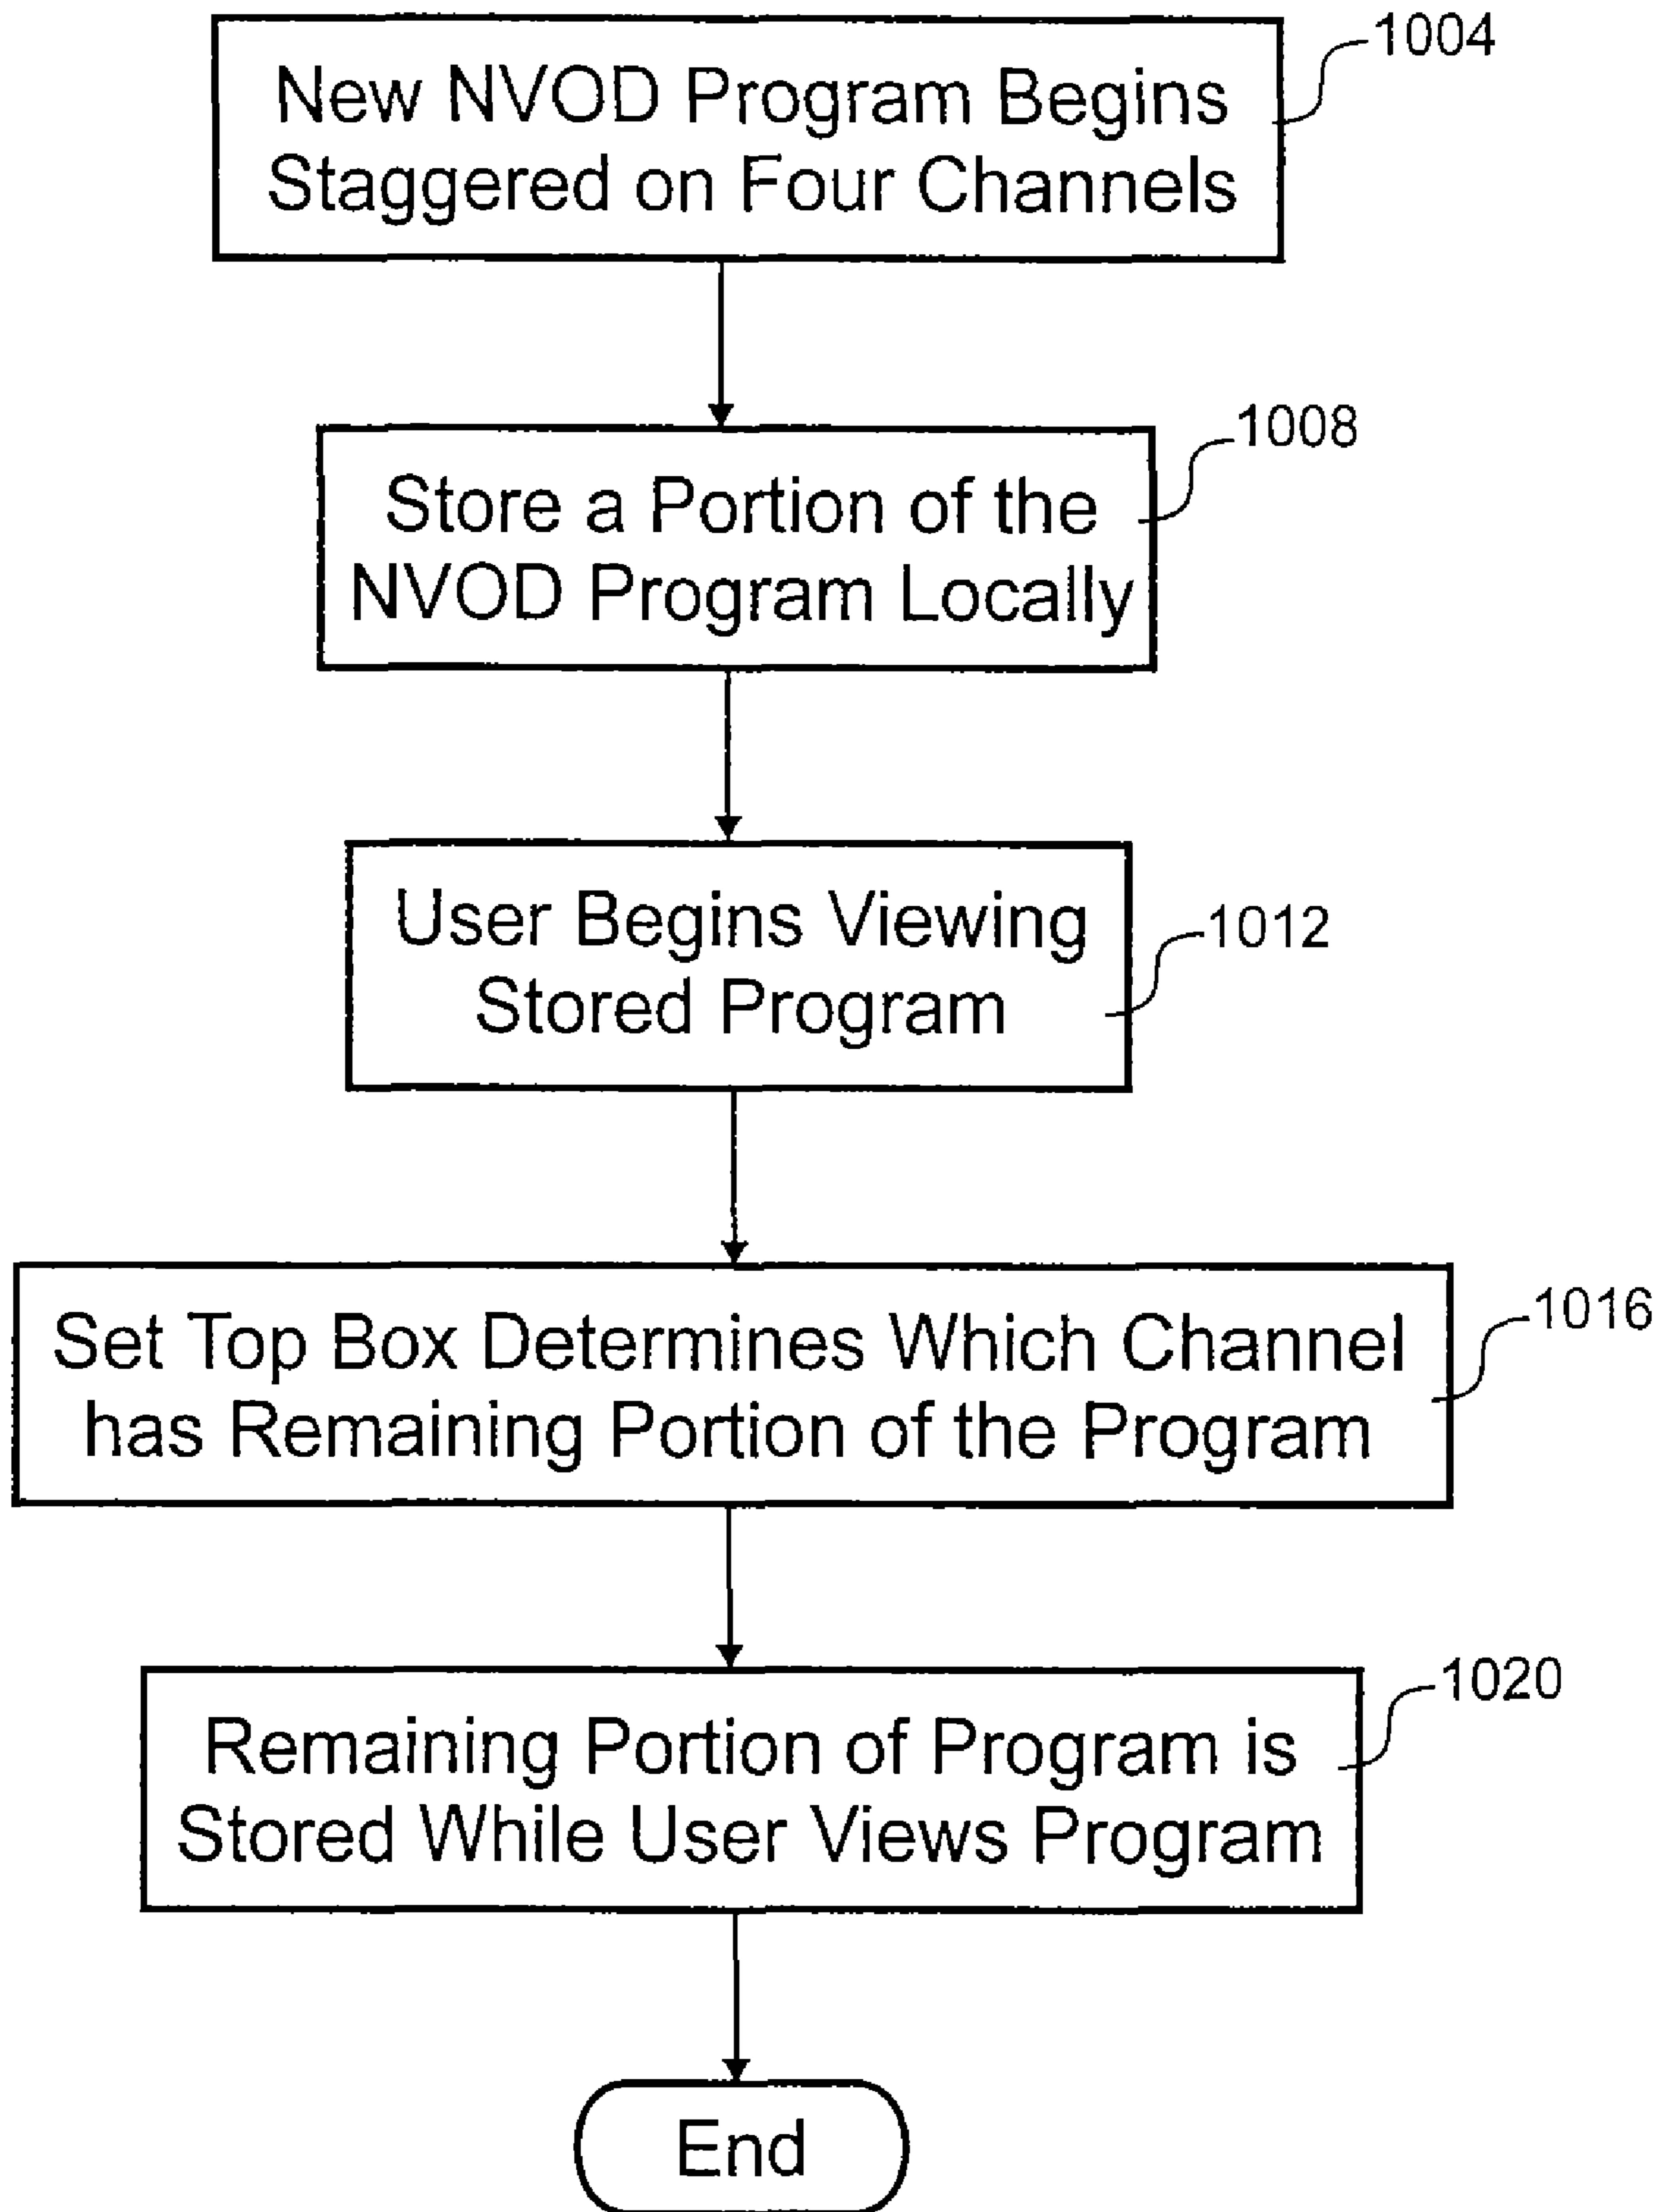 New NVOD Program Begins
Staggered on Four Channels
1004
Store a Portion of the
NVOD Program Locally
1008
User Begins Viewing
Stored Program
1012
Set Top Box Determines Which Channel
has Remaining Portion of the Program
1016
Remaining Portion of Program is
Stored While User Views Program
1020
End